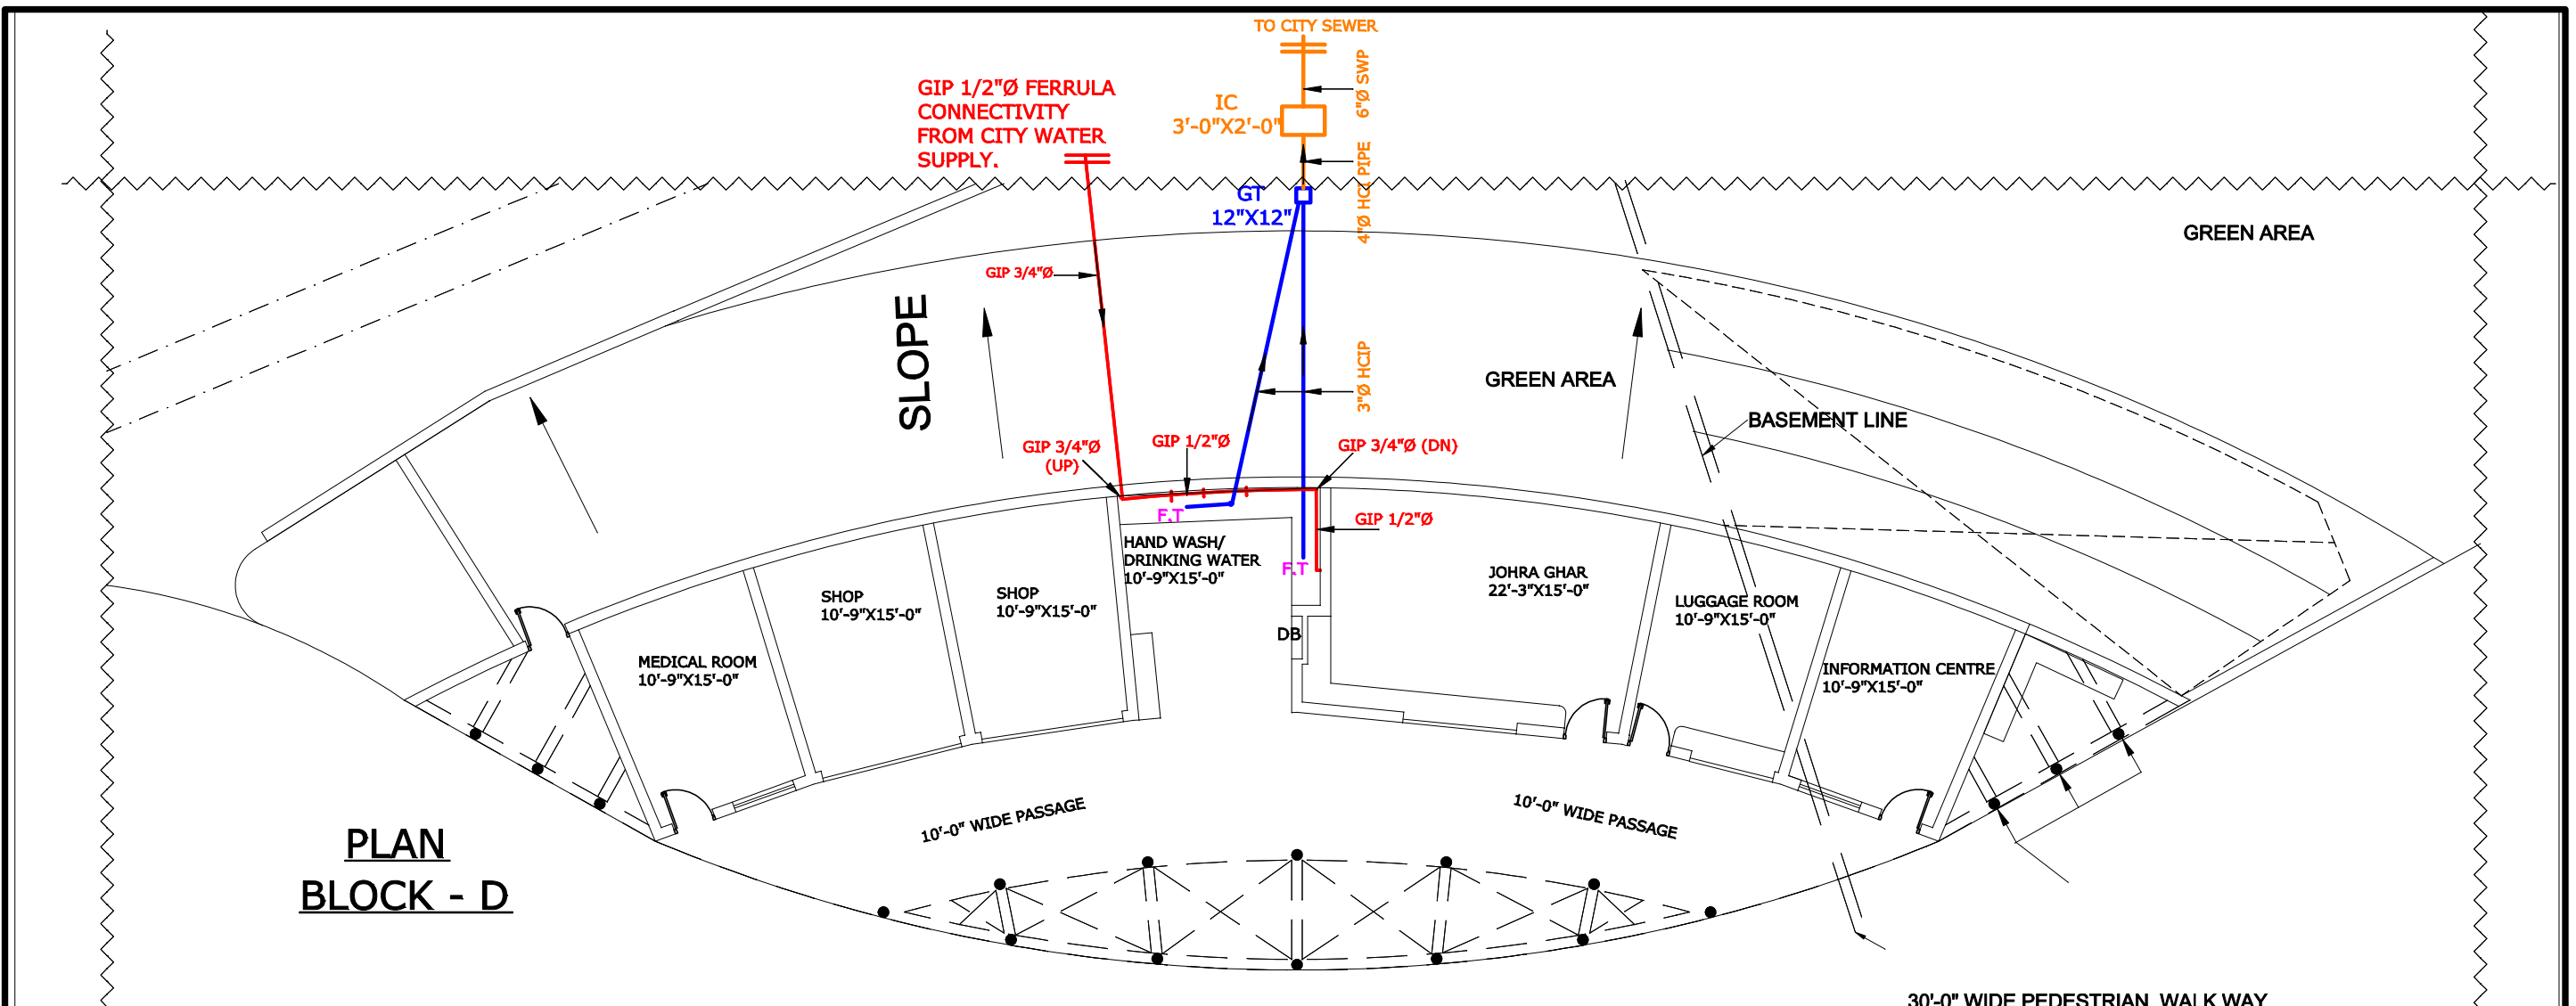 TO CITY SEWER
6"Ø SWP
GIP 1/2"Ø FERRULA
CONNECTIVITY
FROM CITY WATER
SUPPLY.
IC
3'-0"X2'-0"
4"Ø HCI PIPE
GT
12"X12"
GREEN AREA
GIP 3/4"Ø
SLOPE
3"Ø HCIP
GREEN AREA
BASEMENT LINE
GIP 3/4"Ø
(UP)
GIP 1/2"Ø
GIP 3/4"Ø (DN)
F.T
GIP 1/2"Ø
HAND WASH/
DRINKING WATER
10'-9"X15'-0"
F.T
JOHRA GHAR
22'-3"X15'-0"
SHOP
10'-9"X15'-0"
SHOP
10'-9"X15'-0"
LUGGAGE ROOM
10'-9"X15'-0"
DB
MEDICAL ROOM
10'-9"X15'-0"
INFORMATION CENTRE
10'-9"X15'-0"
10'-0" WIDE PASSAGE
10'-0" WIDE PASSAGE
PLAN
BLOCK - D
30'-0" WIDE PEDESTRIAN WALK WAY